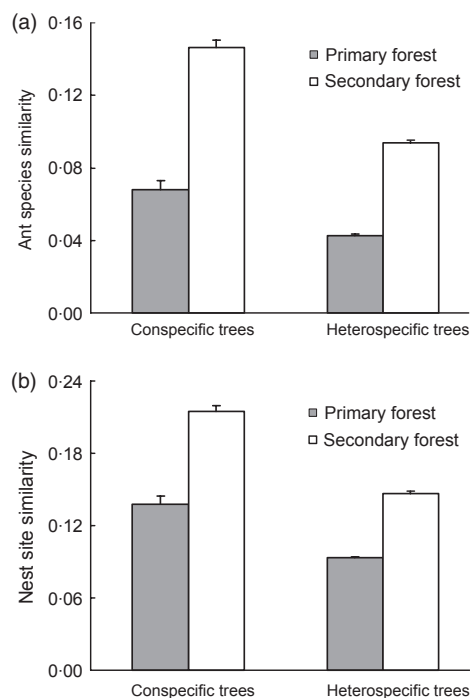 (a)
0·16
0·12
0·08
0·04
0·00
Ant species similarity
Primary forest
Secondary forest
Conspecific trees
Heterospecific trees
(b)
0·24
0·18
0·12
0·06
0·00
Nest site similarity
Primary forest
Secondary forest
Conspecific trees
Heterospecific trees